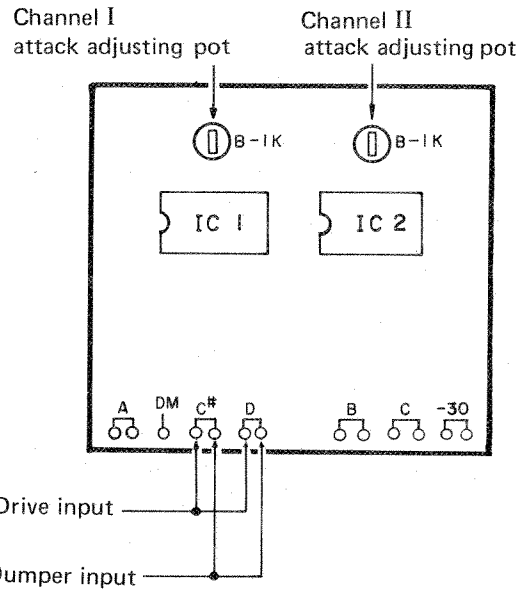 Channel I
attack adjusting pot
Channel II
attack adjusting pot
B-1K
B-1K
IC 1
IC 2
A
DM
C#
D
B
C
-30
Drive input
Dumper input